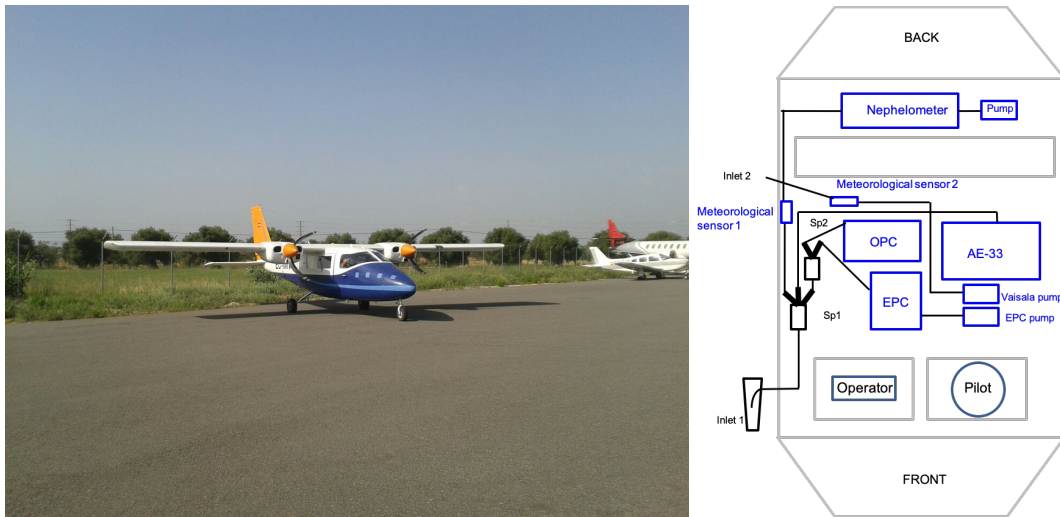 BACK
Nephelometer
Pump
Inlet 2
Meteorological sensor 2
Meteorological
sensor 1
Sp2
OPC
AE-33
EPC
Vaisala pump
Sp1
EPC pump
Operator
Pilot
Inlet 1
FRONT